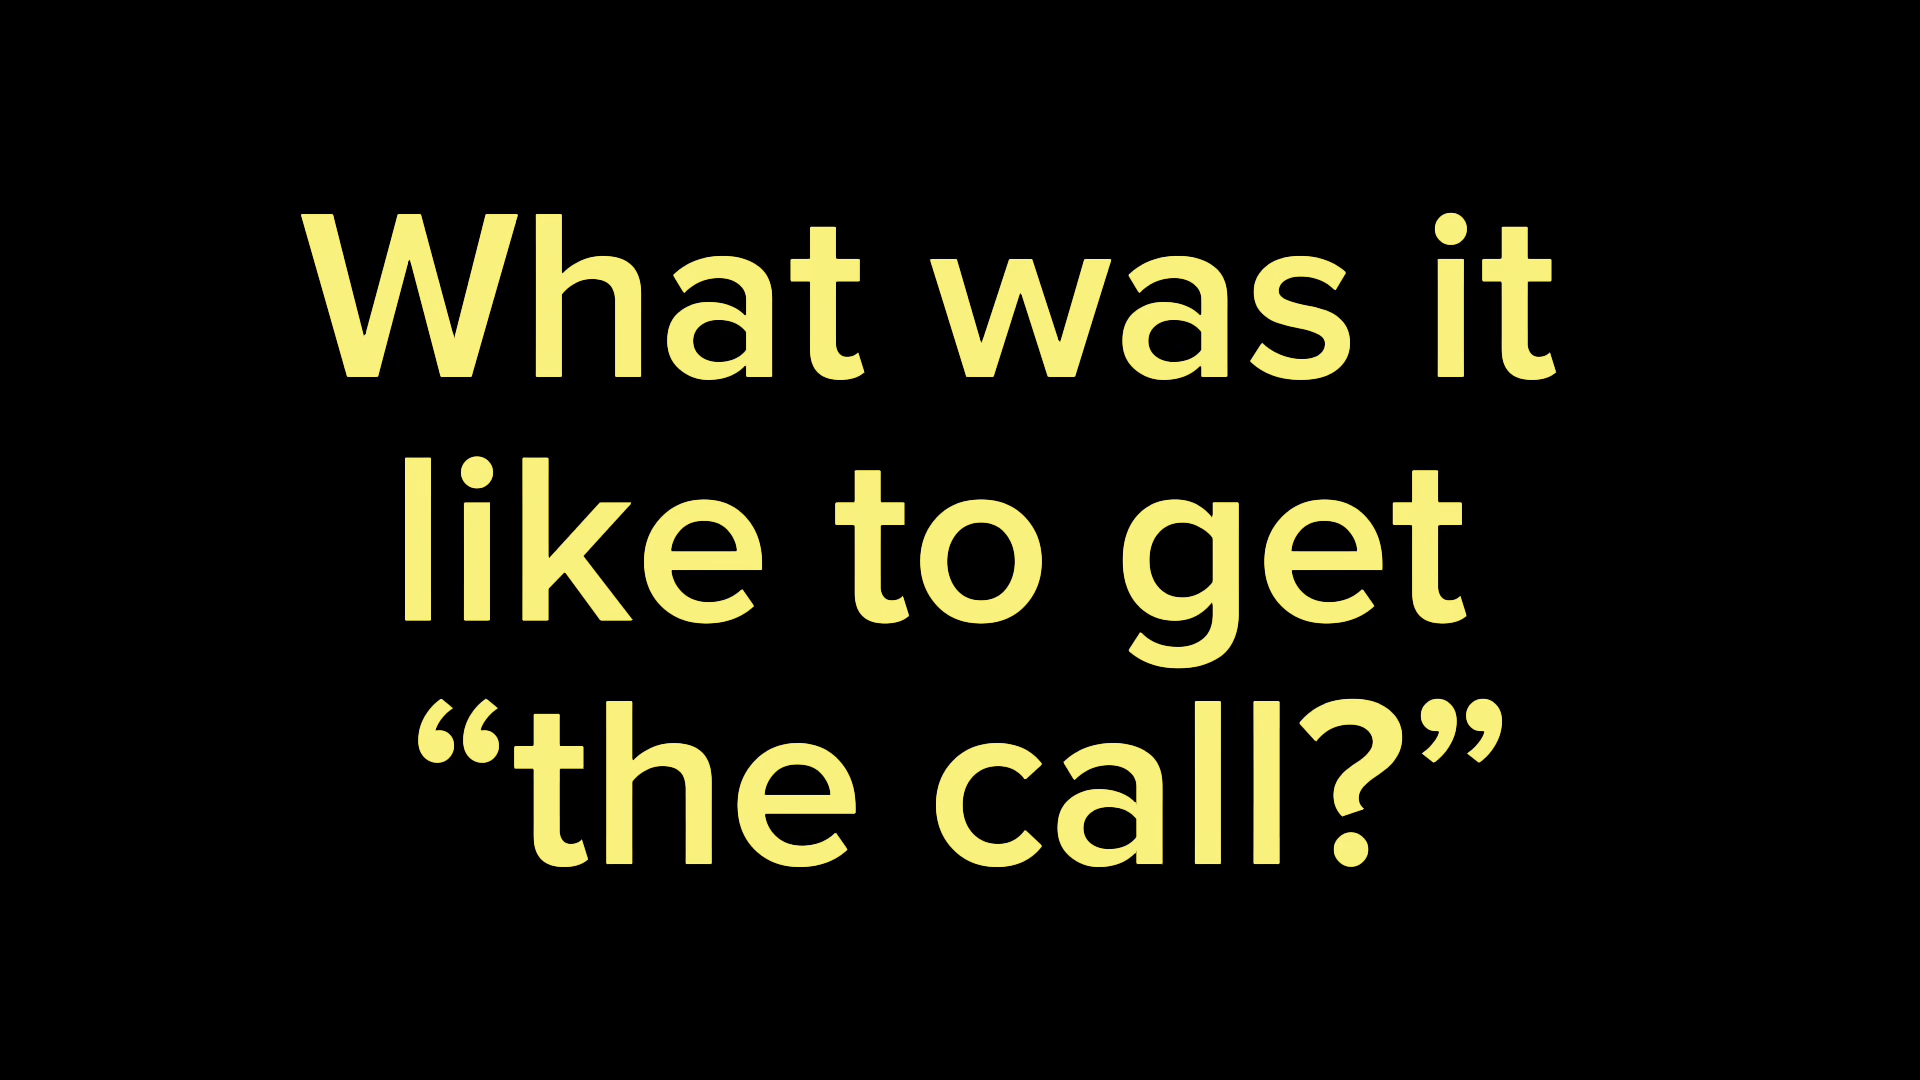 What was it
like to get
“the call?”